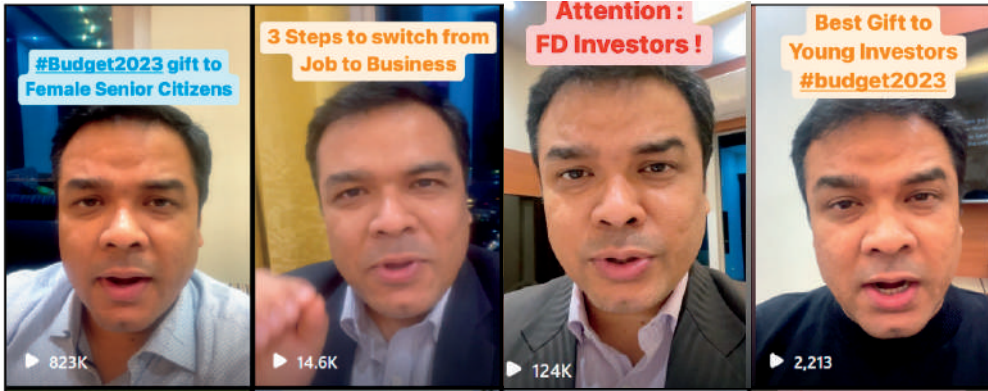 #Budget2023 gift to
Female Senior Citizens
823K
3 Steps to switch from
Job to Business
14.6K
Attention :
FD Investors !
124K
Best Gift to
Young Investors
#budget2023
2,213